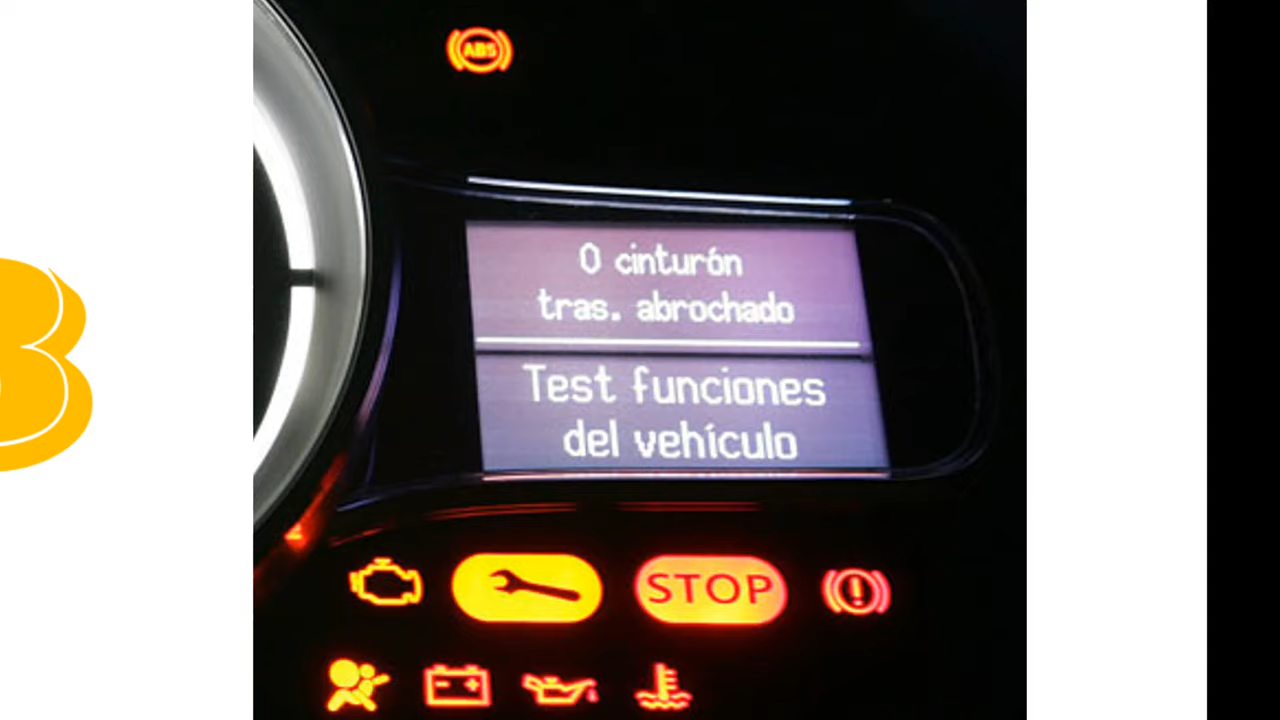 ABS
0 cinturón
tras. abrochado
Test funciones
del vehículo
STOP